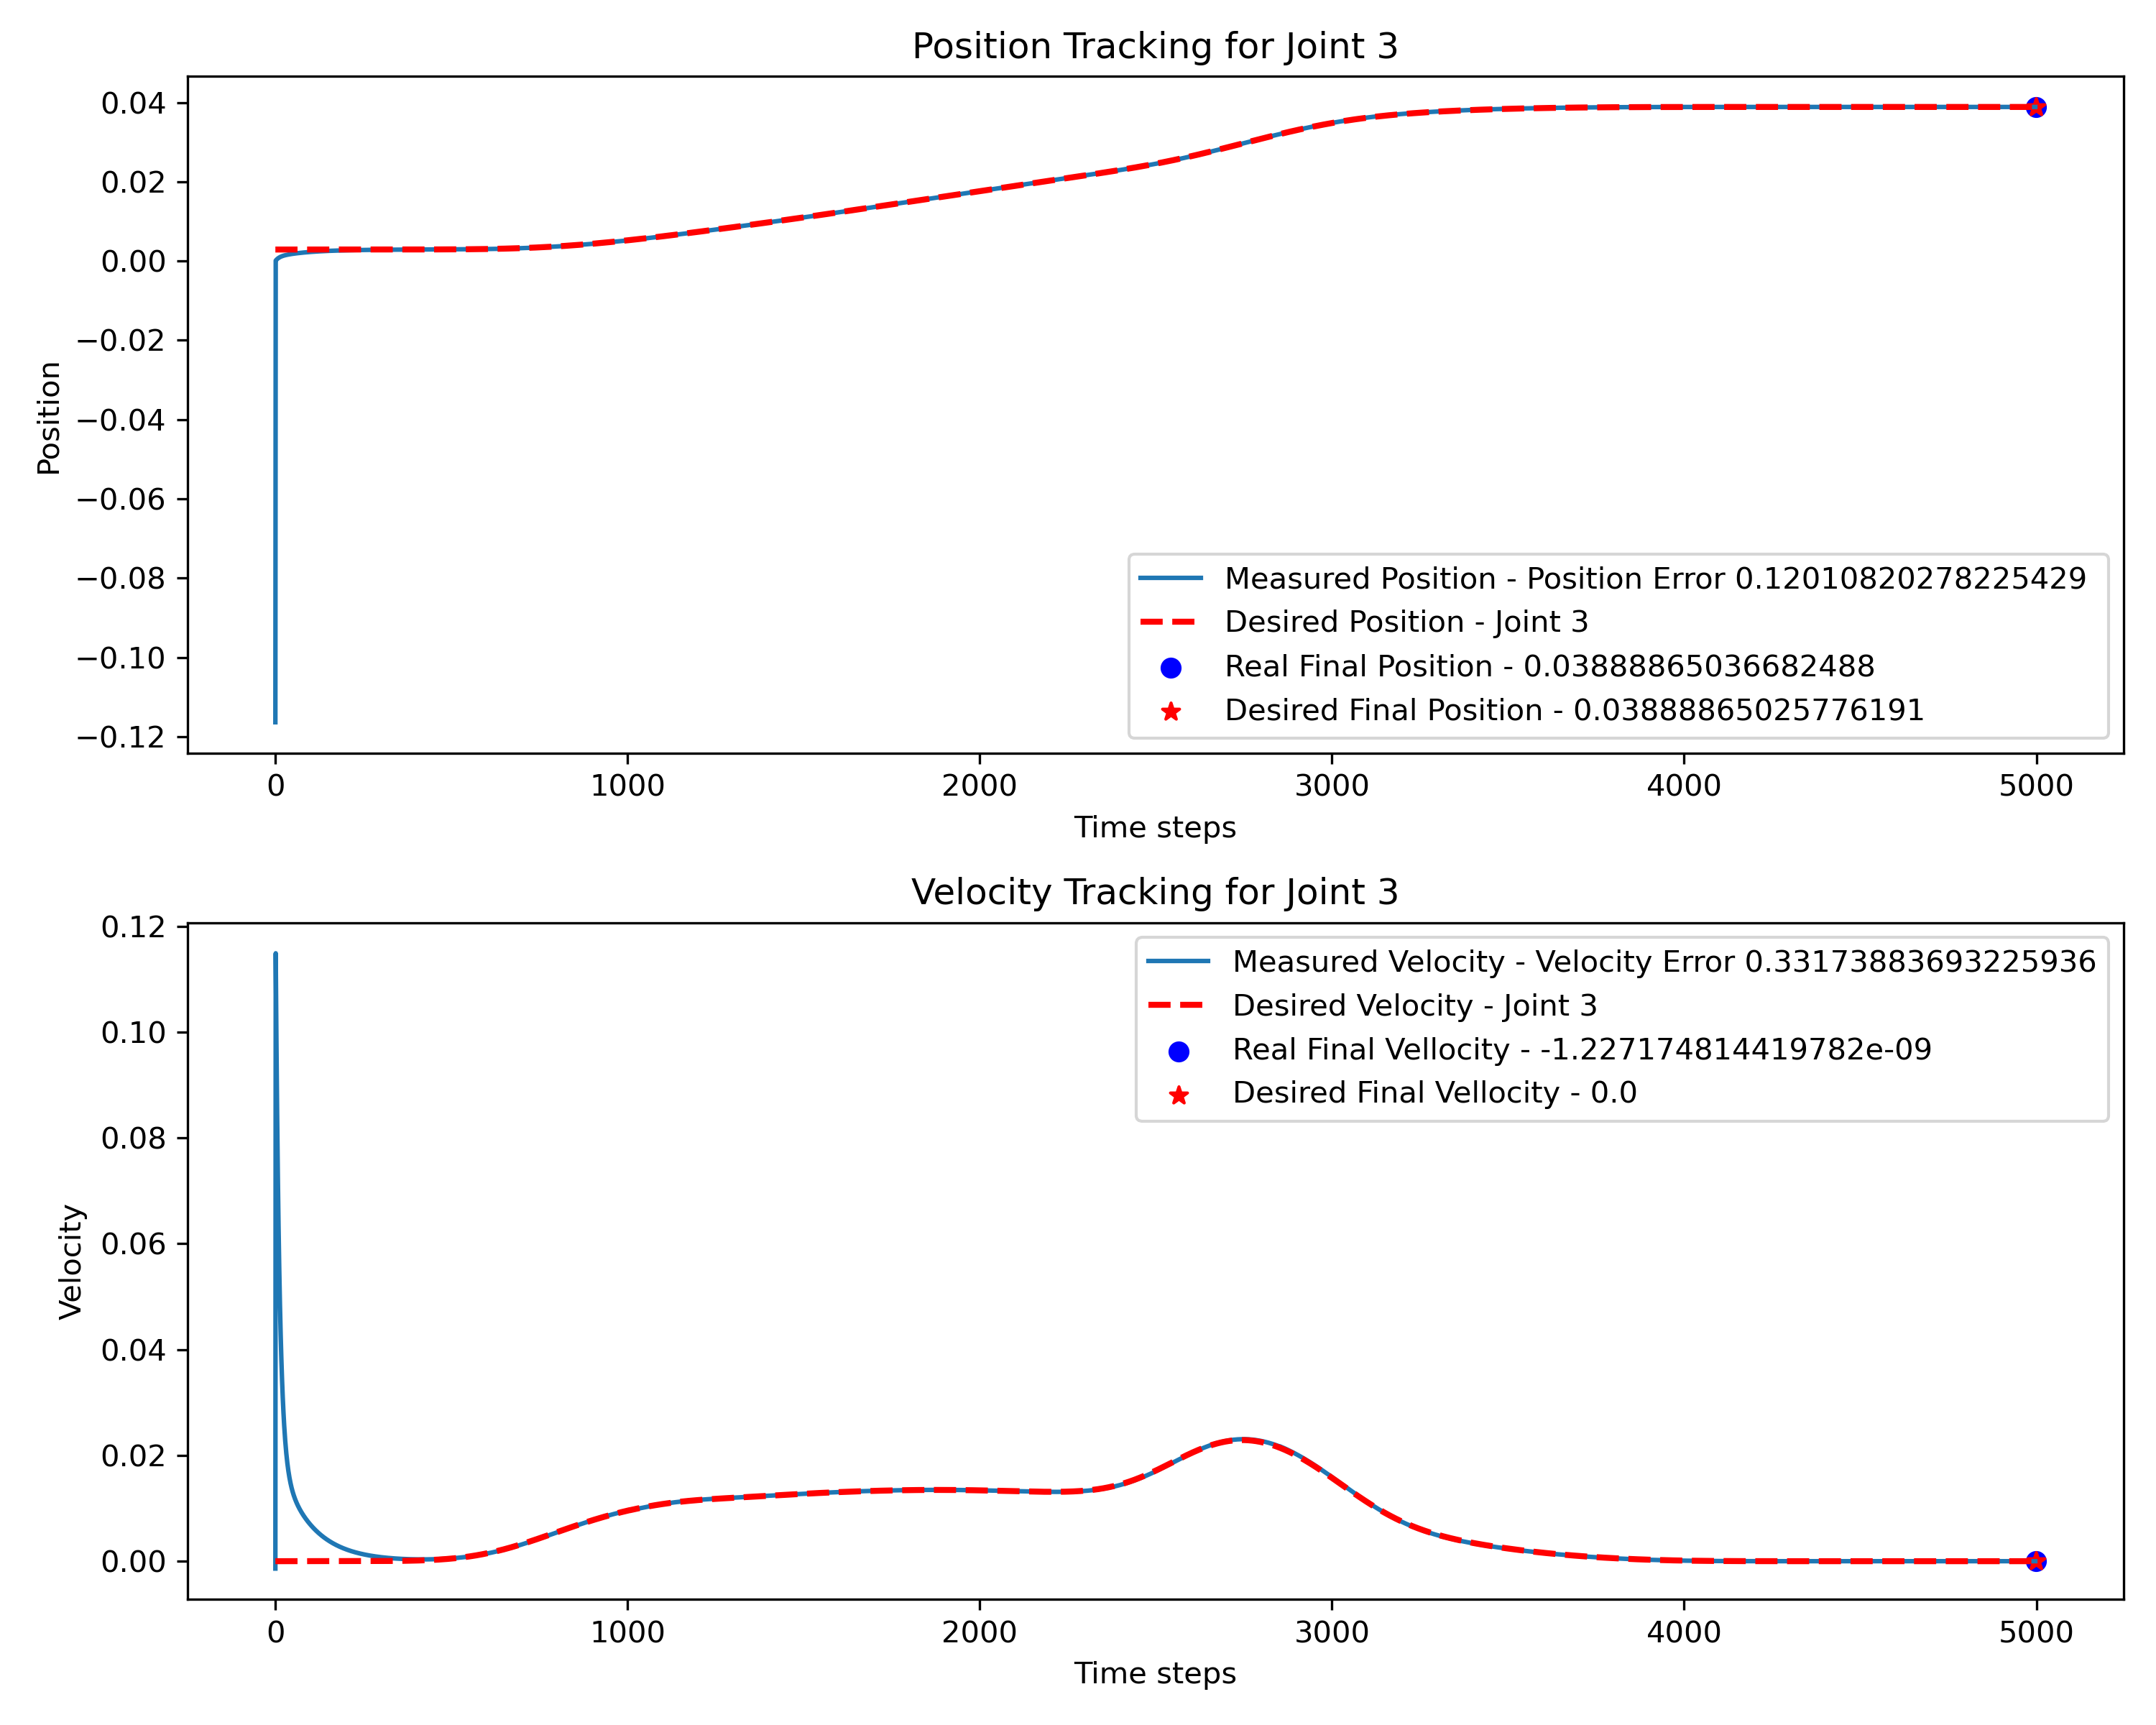 Position Tracking for Joint 3
0.04
0.02
0.00
−0.02
−0.04
−0.06
−0.08
−0.10
−0.12
Position
Measured Position - Position Error 0.12010820278225429
Desired Position - Joint 3
Real Final Position - 0.03888865036682488
Desired Final Position - 0.03888865025776191
0 1000 2000 3000 4000 5000
Time steps
Velocity Tracking for Joint 3
0.12
0.10
0.08
0.06
0.04
0.02
0.00
Velocity
Measured Velocity - Velocity Error 0.33173883693225936
Desired Velocity - Joint 3
Real Final Vellocity - -1.227174814419782e-09
Desired Final Vellocity - 0.0
0 1000 2000 3000 4000 5000
Time steps